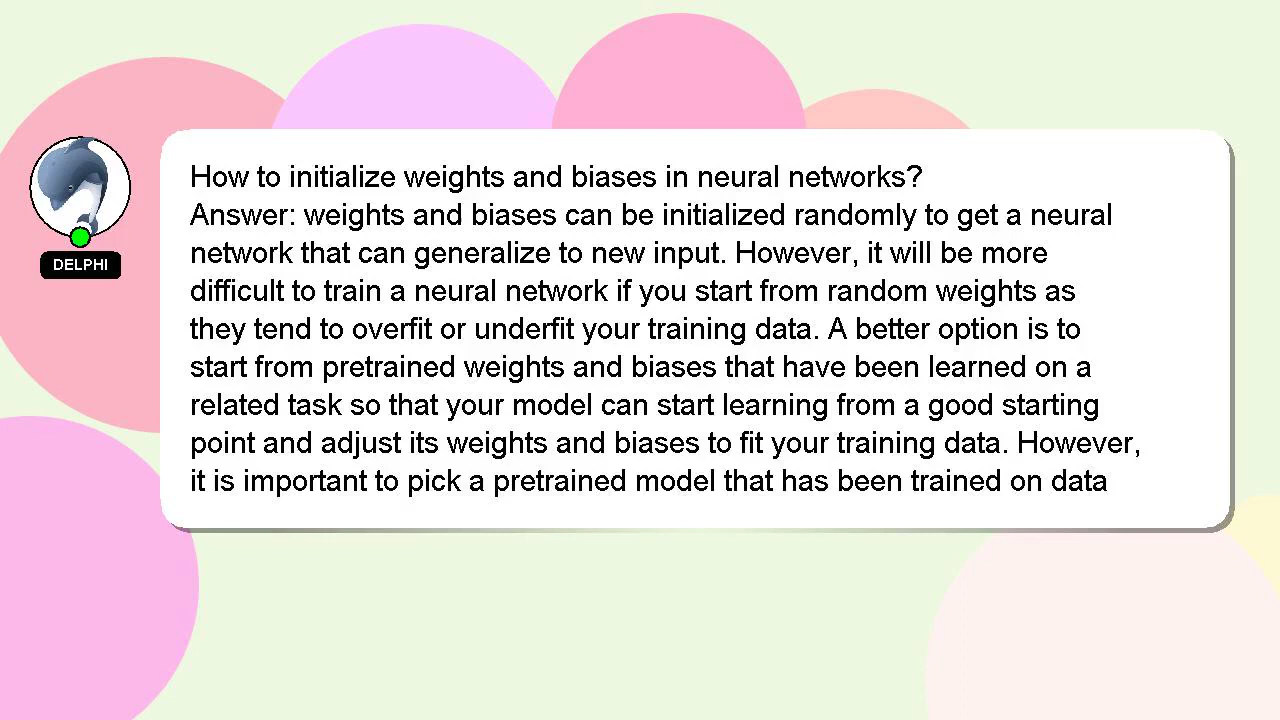 DELPHI
How to initialize weights and biases in neural networks?
Answer: weights and biases can be initialized randomly to get a neural
network that can generalize to new input. However, it will be more
difficult to train a neural network if you start from random weights as
they tend to overfit or underfit your training data. A better option is to
start from pretrained weights and biases that have been learned on a
related task so that your model can start learning from a good starting
point and adjust its weights and biases to fit your training data. However,
it is important to pick a pretrained model that has been trained on data